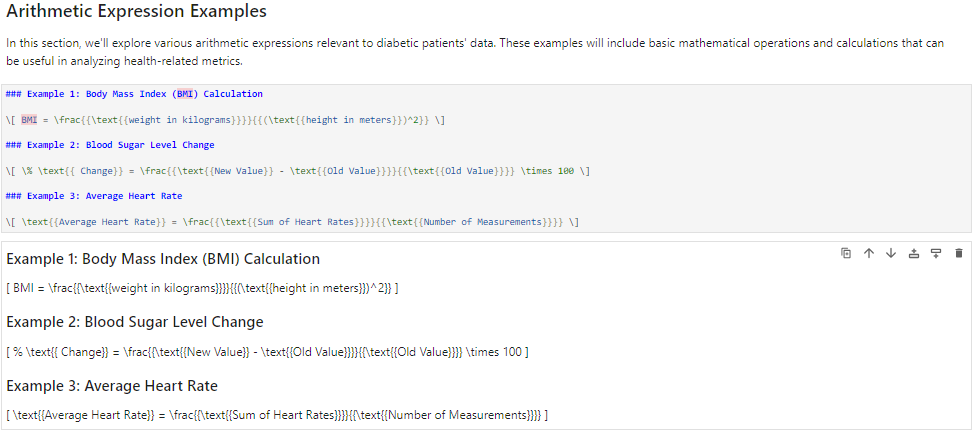 Arithmetic Expression Examples
In this section, we'll explore various arithmetic expressions relevant to diabetic patients' data. These examples will include basic mathematical operations and calculations that can
be useful in analyzing health-related metrics.
### Example 1: Body Mass Index (BMI) Calculation
\[ BMI = \frac{{\text{{weight in kilograms}}}}{{(\text{{height in meters}})^2}} \]
### Example 2: Blood Sugar Level Change
\[ \% \text{{ Change}} = \frac{{\text{{New Value}} - \text{{Old Value}}}}{{\text{{Old Value}}}} \times 100 \]
### Example 3: Average Heart Rate
\[ \text{{Average Heart Rate}} = \frac{{\text{{Sum of Heart Rates}}}}{{\text{{Number of Measurements}}}} \]
Example 1: Body Mass Index (BMI) Calculation
[ BMI = \frac{{\text{{weight in kilograms}}}}{{(\text{{height in meters}})^2}} ]
Example 2: Blood Sugar Level Change
[ % \text{{ Change}} = \frac{{\text{{New Value}} - \text{{Old Value}}}}{{\text{{Old Value}}}} \times 100 ]
Example 3: Average Heart Rate
[ \text{{Average Heart Rate}} = \frac{{\text{{Sum of Heart Rates}}}}{{\text{{Number of Measurements}}}} ]